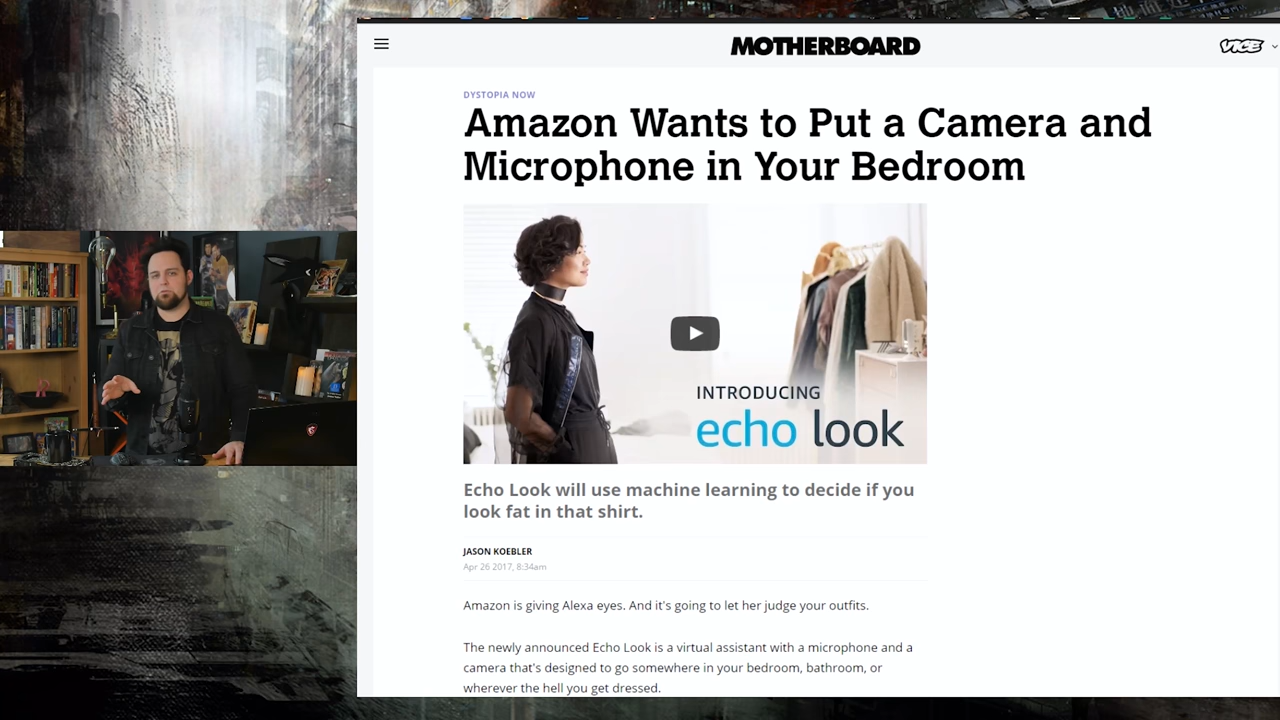 MOTHERBOARD
VICE
DYSTOPIA NOW
Amazon Wants to Put a Camera and
Microphone in Your Bedroom
INTRODUCING
echo look
Echo Look will use machine learning to decide if you
look fat in that shirt.
JASON KOEBLER
Apr 26 2017, 8:34am
Amazon is giving Alexa eyes. And it's going to let her judge your outfits.
The newly announced Echo Look is a virtual assistant with a microphone and a
camera that's designed to go somewhere in your bedroom, bathroom, or
wherever the hell you get dressed.